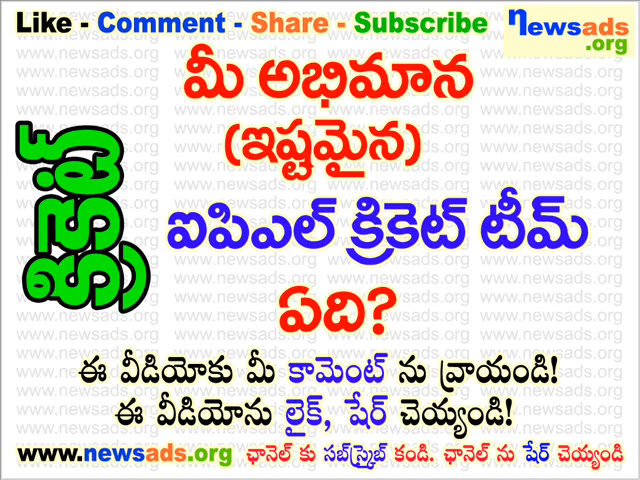 Like - Comment - Share - Subscribe
newsads
.org
మీ అభిమాన
(ఇష్టమైన)
క్రికెట్
ఐపిఎల్ క్రికెట్ టీమ్
ఏది?
ఈ వీడియోకు మీ కామెంట్ ను వ్రాయండి!
ఈ వీడియోను లైక్, షేర్ చెయ్యండి!
www.newsads.org ఛానెల్ కు సబ్‌స్క్రైబ్ కండి. ఛానెల్ ను షేర్ చెయ్యండి